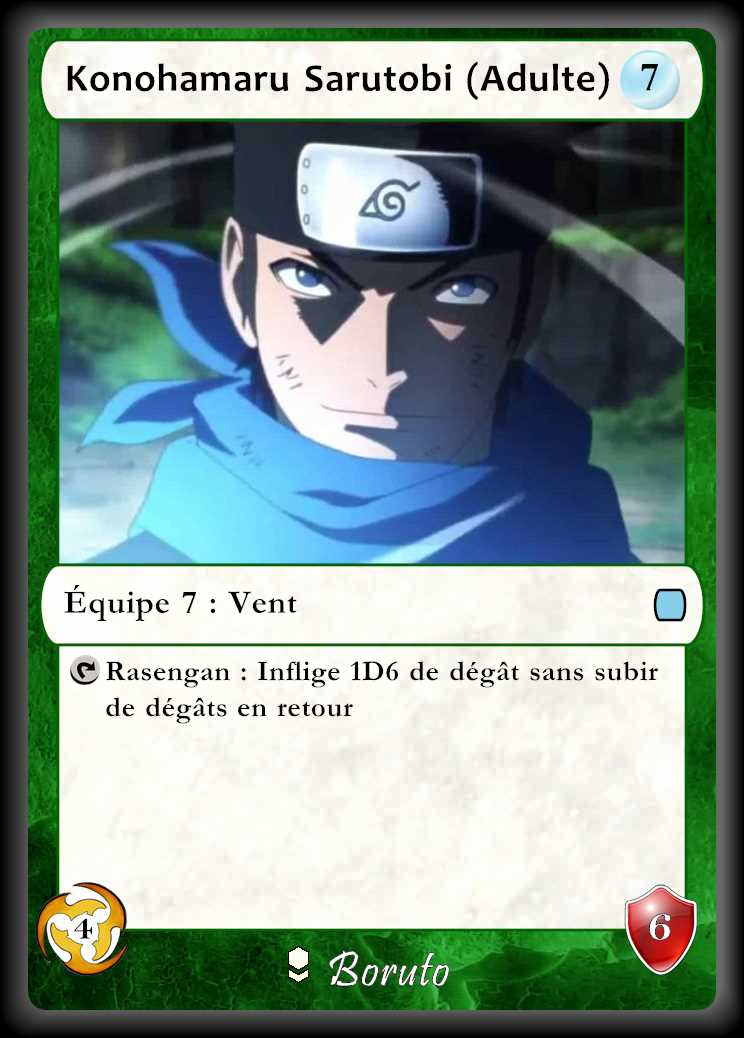 Konohamaru Sarutobi (Adulte) 7
Équipe 7 : Vent
Rasengan : Inflige 1D6 de dégât sans subir
de dégâts en retour
4
6
Boruto